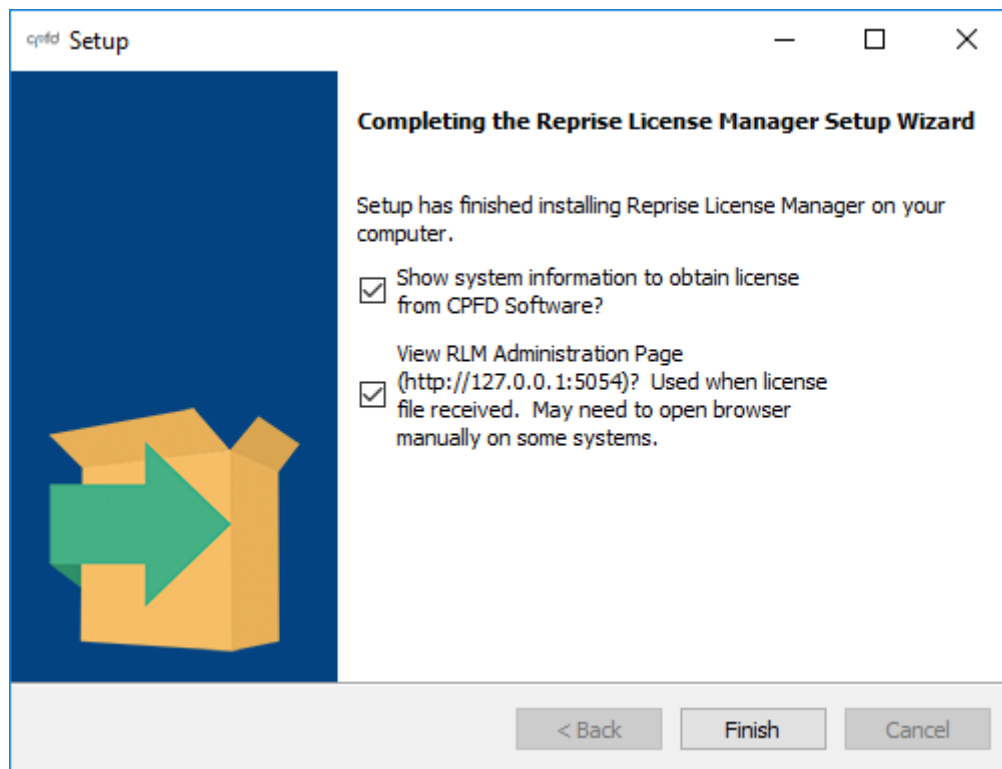 cpfd Setup
Completing the Reprise License Manager Setup Wizard
Setup has finished installing Reprise License Manager on your
computer.
Show system information to obtain license
from CPFD Software?
View RLM Administration Page
(http://127.0.0.1:5054)? Used when license
file received. May need to open browser
manually on some systems.
< Back
Finish
Cancel